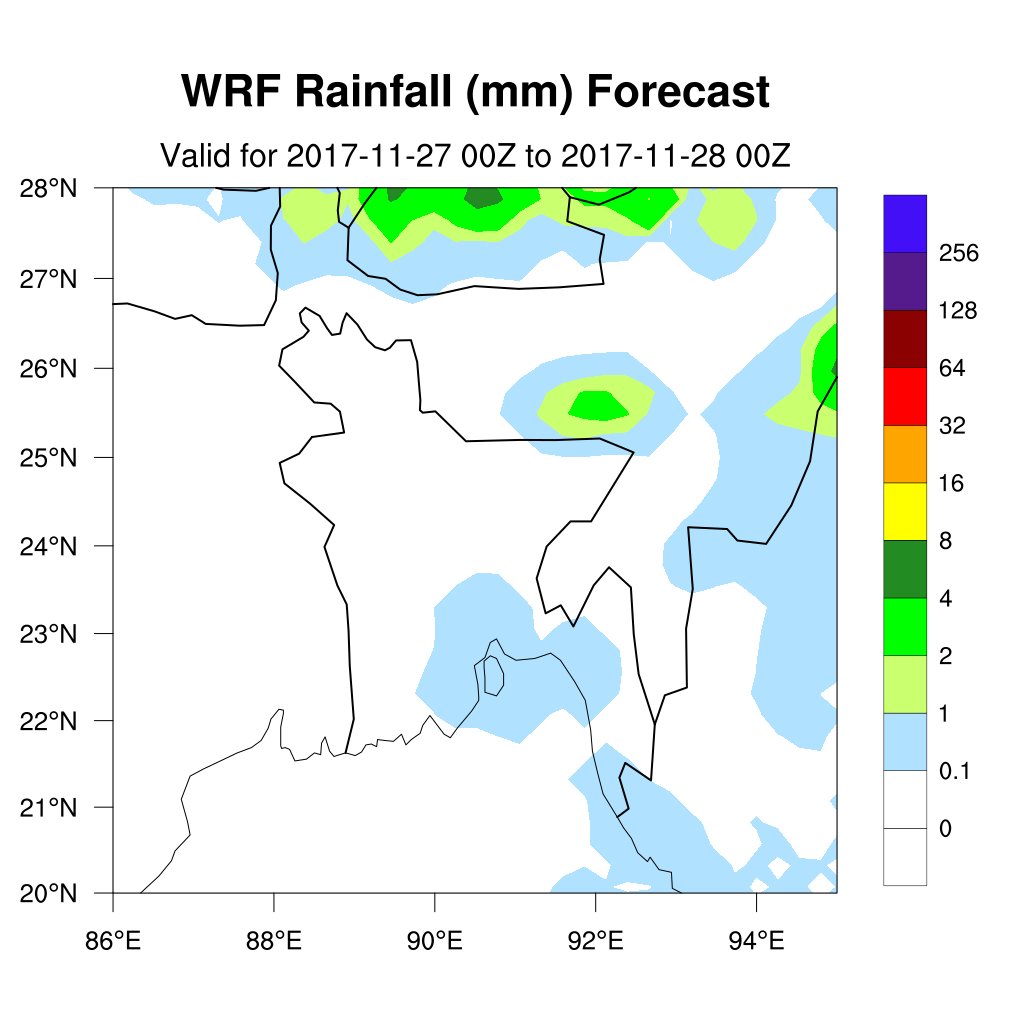 WRF Rainfall (mm) Forecast
Valid for 2017-11-27 00Z to 2017-11-28 00Z
28°N
27°N
26°N
25°N
24°N
23°N
22°N
21°N
20°N
86°E 88°E 90°E 92°E 94°E
256
128
64
32
16
8
4
2
1
0.1
0